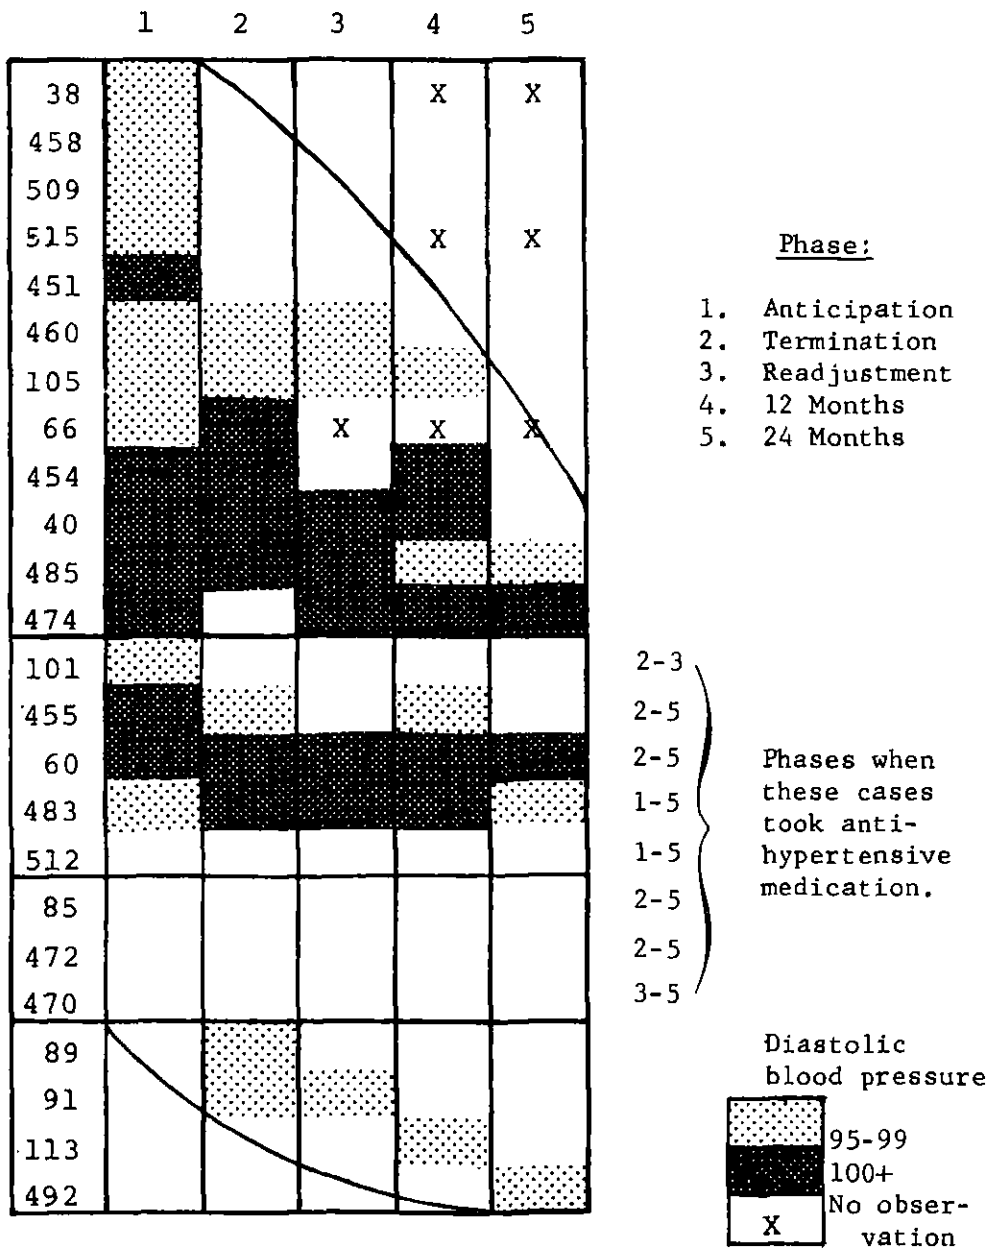 1 2 3 4 5
38 X X
458
509
515 X X
451
460
105
66 X X X
454
40
485
474
101
455
60
483
512
85
472
470
89
91
113
492
Phase:
1. Anticipation
2. Termination
3. Readjustment
4. 12 Months
5. 24 Months
2-3
2-5
2-5
1-5
1-5
2-5
2-5
3-5
Phases when
these cases
took anti-
hypertensive
medication.
Diastolic
blood pressure
95-99
100+
No obser-
X vation